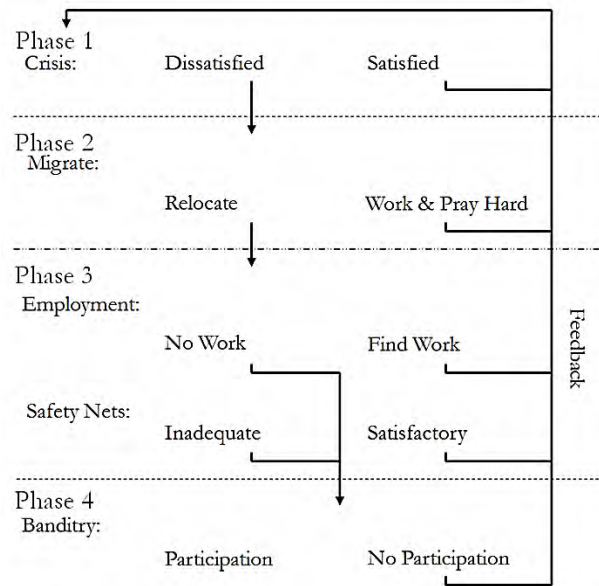 Phase 1
Crisis: Dissatisfied Satisfied
Phase 2
Migrate:
Relocate Work & Pray Hard
Phase 3
Employment:
No Work Find Work
Feedback
Safety Nets:
Inadequate Satisfactory
Phase 4
Banditry:
Participation No Participation